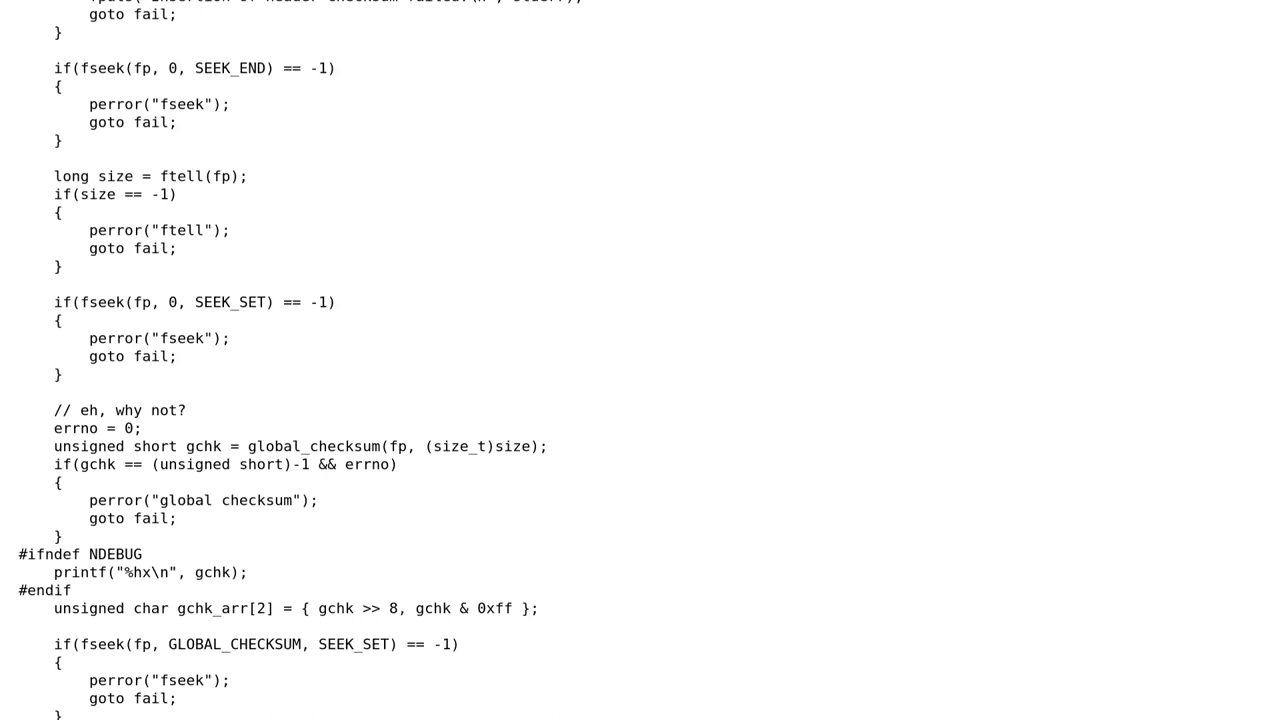 goto fail;
}
if(fseek(fp, 0, SEEK_END) == -1)
{
perror("fseek");
goto fail;
}
long size = ftell(fp);
if(size == -1)
{
perror("ftell");
goto fail;
}
if(fseek(fp, 0, SEEK_SET) == -1)
{
perror("fseek");
goto fail;
}
// eh, why not?
errno = 0;
unsigned short gchk = global_checksum(fp, (size_t)size);
if(gchk == (unsigned short)-1 && errno)
{
perror("global checksum");
goto fail;
}
#ifndef NDEBUG
printf("%hx\n", gchk);
#endif
unsigned char gchk_arr[2] = { gchk >> 8, gchk & 0xff };
if(fseek(fp, GLOBAL_CHECKSUM, SEEK_SET) == -1)
{
perror("fseek");
goto fail;
}